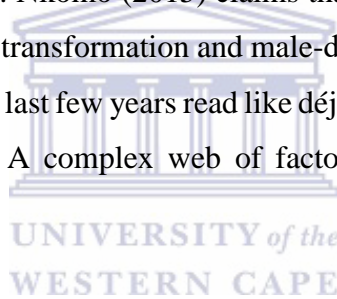 . Nkomo (2015) claims tha
transformation and male-d
last few years read like déj
A complex web of facto
UNIVERSITY of the
WESTERN CAPE